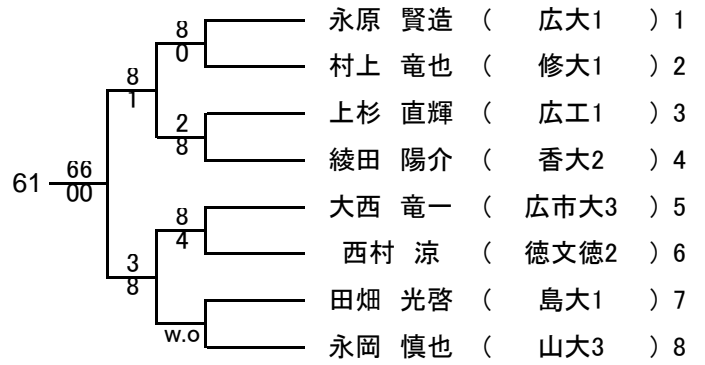 永原 賢造 ( 広大1 ) 1
8
0
村上 竜也 ( 修大1 ) 2
8
1
上杉 直輝 ( 広工1 ) 3
2
8
綾田 陽介 ( 香大2 ) 4
61
66
00
大西 竜一 ( 広市大3 ) 5
8
4
西村 涼 ( 徳文徳2 ) 6
3
8
田畑 光啓 ( 島大1 ) 7
w.o
永岡 慎也 ( 山大3 ) 8